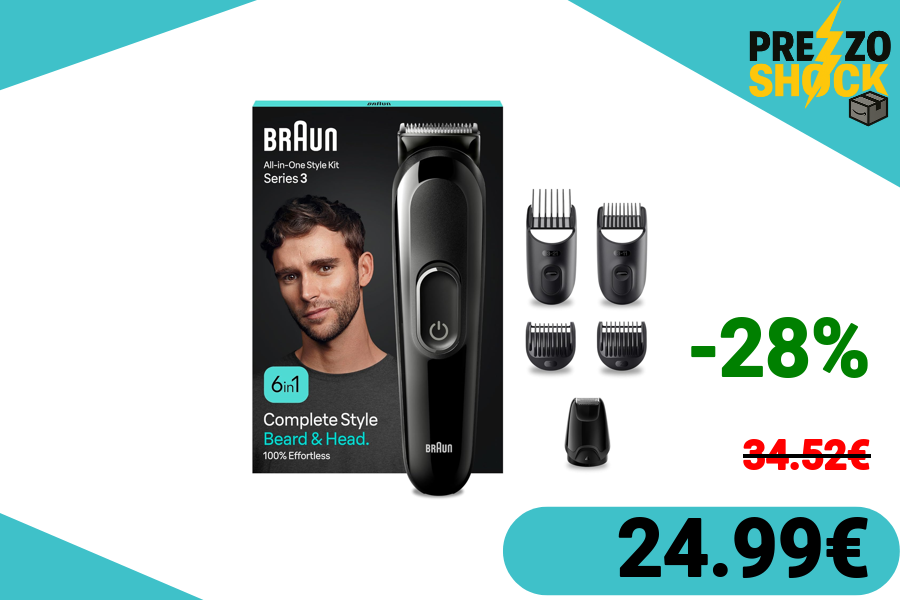 PREZZO
SHOCK
BRAUN
BRAUN
All-in-One Style Kit
Series 3
6in1
Complete Style
Beard & Head.
100% Effortless
BRAUN
-28%
34.52€
24.99€